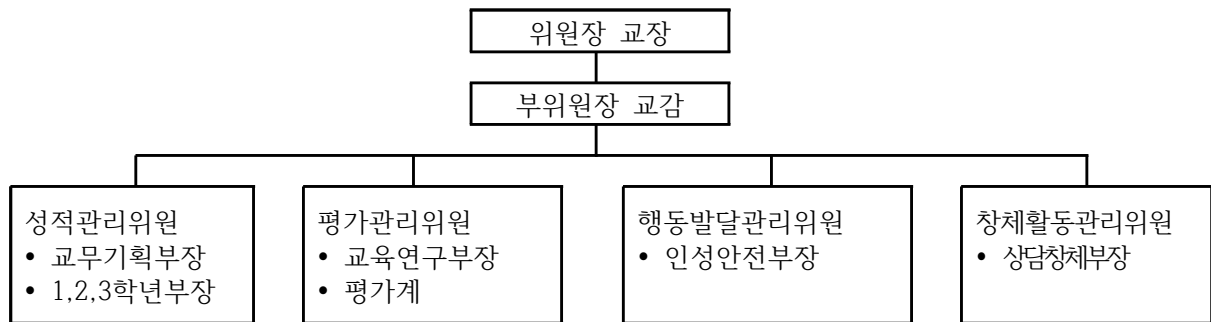 위원장 교장
부위원장 교감
성적관리위원
• 교무기획부장
• 1,2,3학년부장
평가관리위원
• 교육연구부장
• 평가계
행동발달관리위원
• 인성안전부장
창체활동관리위원
• 상담창체부장